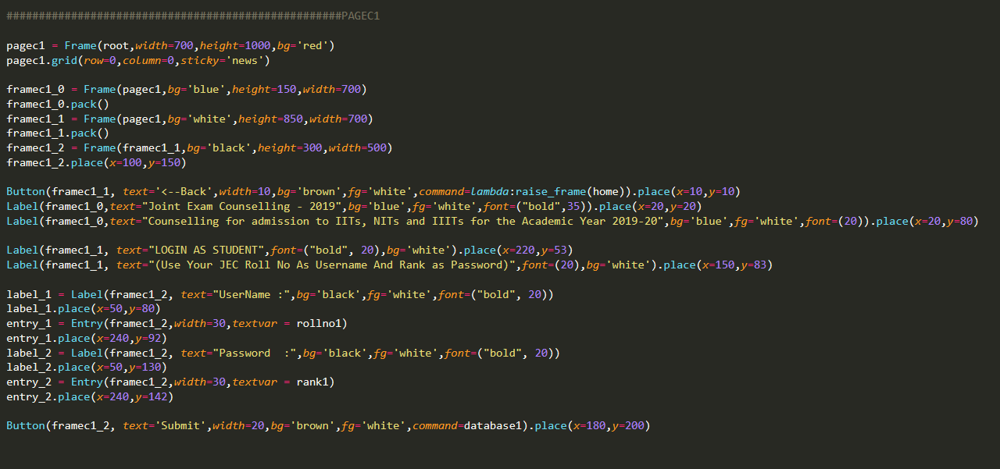 ####################################################PAGEC1
pagec1 = Frame(root,width=700,height=1000,bg='red')
pagec1.grid(row=0,column=0,sticky='news')
framec1_0 = Frame(pagec1,bg='blue',height=150,width=700)
framec1_0.pack()
framec1_1 = Frame(pagec1,bg='white',height=850,width=700)
framec1_1.pack()
framec1_2 = Frame(framec1_1,bg='black',height=300,width=500)
framec1_2.place(x=100,y=150)
Button(framec1_1, text='<--Back',width=10,bg='brown',fg='white',command=lambda:raise_frame(home)).place(x=10,y=10)
Label(framec1_0,text="Joint Exam Counselling - 2019",bg='blue',fg='white',font=("bold",35)).place(x=20,y=20)
Label(framec1_0,text="Counselling for admission to IITs, NITs and IIITs for the Academic Year 2019-20",bg='blue',fg='white',font=(20)).place(x=20,y=80)
Label(framec1_1, text="LOGIN AS STUDENT",font=("bold", 20),bg='white').place(x=220,y=53)
Label(framec1_1, text="(Use Your JEC Roll No As Username And Rank as Password)",font=(20),bg='white').place(x=150,y=83)
label_1 = Label(framec1_2, text="UserName :",bg='black',fg='white',font=("bold", 20))
label_1.place(x=50,y=80)
entry_1 = Entry(framec1_2,width=30,textvar = rollno1)
entry_1.place(x=240,y=92)
label_2 = Label(framec1_2, text="Password  :",bg='black',fg='white',font=("bold", 20))
label_2.place(x=50,y=130)
entry_2 = Entry(framec1_2,width=30,textvar = rank1)
entry_2.place(x=240,y=142)
Button(framec1_2, text='Submit',width=20,bg='brown',fg='white',command=database1).place(x=180,y=200)